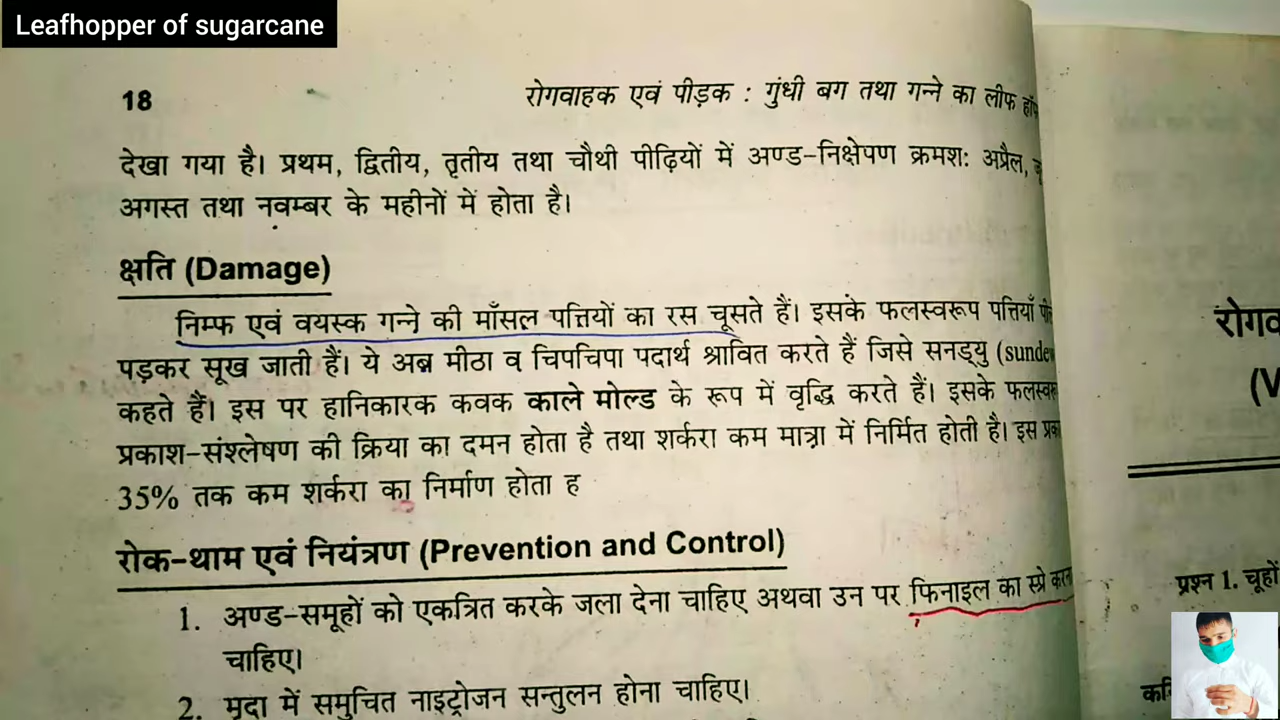 Leafhopper of sugarcane
18
रोगवाहक एवं पीड़क : गुंधी बग तथा गन्ने का लीफ
देखा गया है। प्रथम, द्वितीय, तृतीय तथा चौथी पीढ़ियों में अण्ड-निक्षेपण क्रमश: अप्रैल,
अगस्त तथा नवम्बर के महीनों में होता है।
क्षति (Damage)
निम्फ एवं वयस्क गन्ने की माँसल पत्तियों का रस चूसते हैं। इसके फलस्वरूप पत्तियाँ
पड़कर सूख जाती हैं। ये अब्र मीठा व चिपचिपा पदार्थ श्रावित करते हैं जिसे सनड्यु (sundew
कहते हैं। इस पर हानिकारक कवक काले मोल्ड के रूप में वृद्धि करते हैं। इसके
प्रकाश-संश्लेषण की क्रिया का दमन होता है तथा शर्करा कम मात्रा में निर्मित होती है। इस
35% तक कम शर्करा का निर्माण होता ह
रोक-थाम एवं नियंत्रण (Prevention and Control)
1. अण्ड-समूहों को एकत्रित करके जला देना चाहिए अथवा उन पर फिनाइल का स्प्रे करना
चाहिए।
2. मृदा में समुचित नाइट्रोजन सन्तुलन होना चाहिए।
प्रश्न 1. चूहों